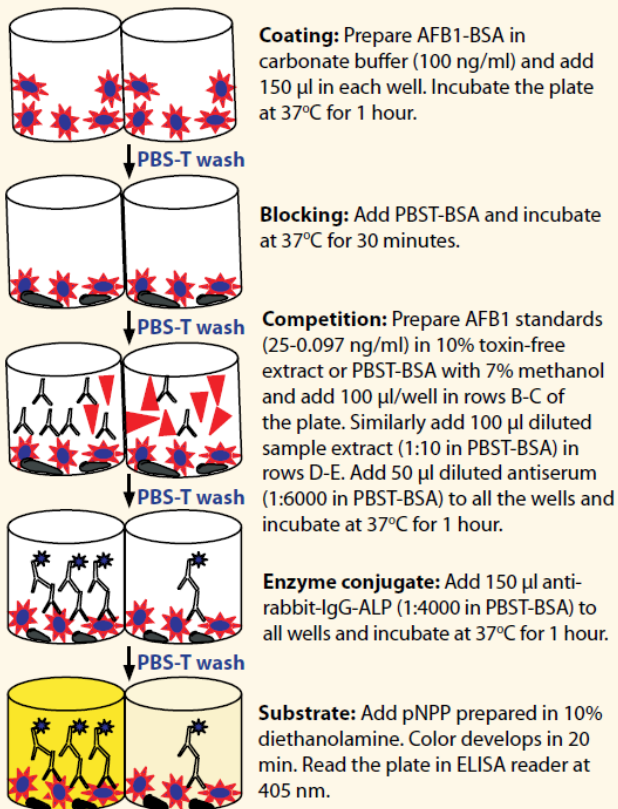 Coating: Prepare AFB1-BSA in
carbonate buffer (100 ng/ml) and add
150 µl in each well. Incubate the plate
at 37ºC for 1 hour.
PBS-T wash
Blocking: Add PBST-BSA and incubate
at 37ºC for 30 minutes.
PBS-T wash
Competition: Prepare AFB1 standards
(25-0.097 ng/ml) in 10% toxin-free
extract or PBST-BSA with 7% methanol
and add 100 µl/well in rows B-C of
the plate. Similarly add 100 µl diluted
sample extract (1:10 in PBST-BSA) in
rows D-E. Add 50 µl diluted antiserum
(1:6000 in PBST-BSA) to all the wells and
incubate at 37ºC for 1 hour.
PBS-T wash
Enzyme conjugate: Add 150 µl anti-
rabbit-IgG-ALP (1:4000 in PBST-BSA) to
all wells and incubate at 37ºC for 1 hour.
PBS-T wash
Substrate: Add pNPP prepared in 10%
diethanolamine. Color develops in 20
min. Read the plate in ELISA reader at
405 nm.